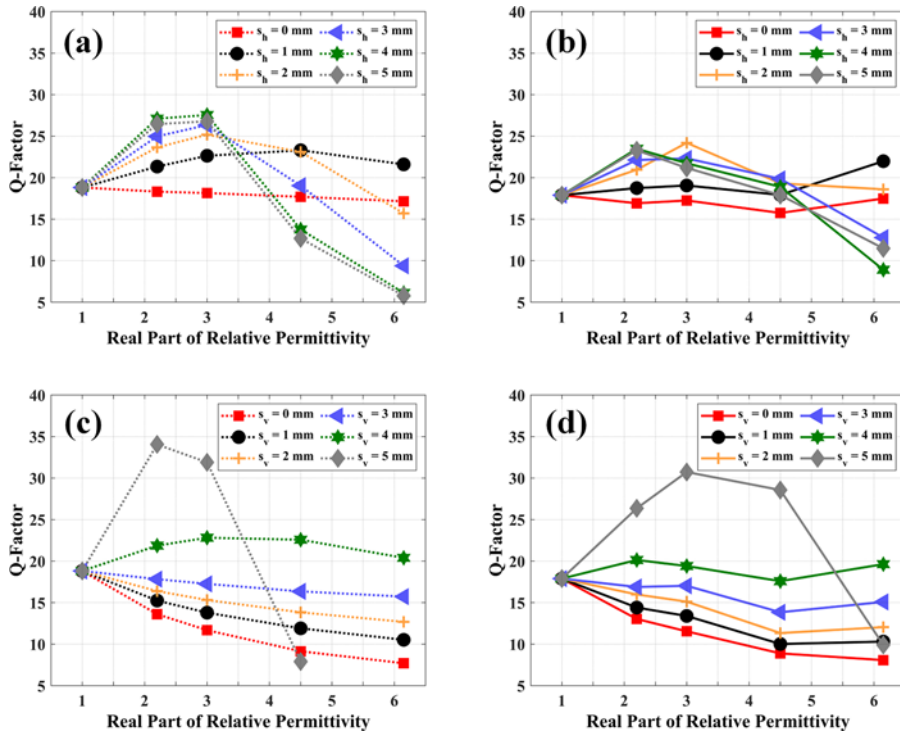 (a)
s_h = 0 mm s_h = 3 mm
s_h = 1 mm s_h = 4 mm
s_h = 2 mm s_h = 5 mm
40
35
30
25
20
15
10
5
Q-Factor
1 2 3 4 5 6
Real Part of Relative Permittivity
(b)
s_h = 0 mm s_h = 3 mm
s_h = 1 mm s_h = 4 mm
s_h = 2 mm s_h = 5 mm
40
35
30
25
20
15
10
5
Q-Factor
1 2 3 4 5 6
Real Part of Relative Permittivity
(c)
s_v = 0 mm s_v = 3 mm
s_v = 1 mm s_v = 4 mm
s_v = 2 mm s_v = 5 mm
40
35
30
25
20
15
10
5
Q-Factor
1 2 3 4 5 6
Real Part of Relative Permittivity
(d)
s_v = 0 mm s_v = 3 mm
s_v = 1 mm s_v = 4 mm
s_v = 2 mm s_v = 5 mm
40
35
30
25
20
15
10
5
Q-Factor
1 2 3 4 5 6
Real Part of Relative Permittivity